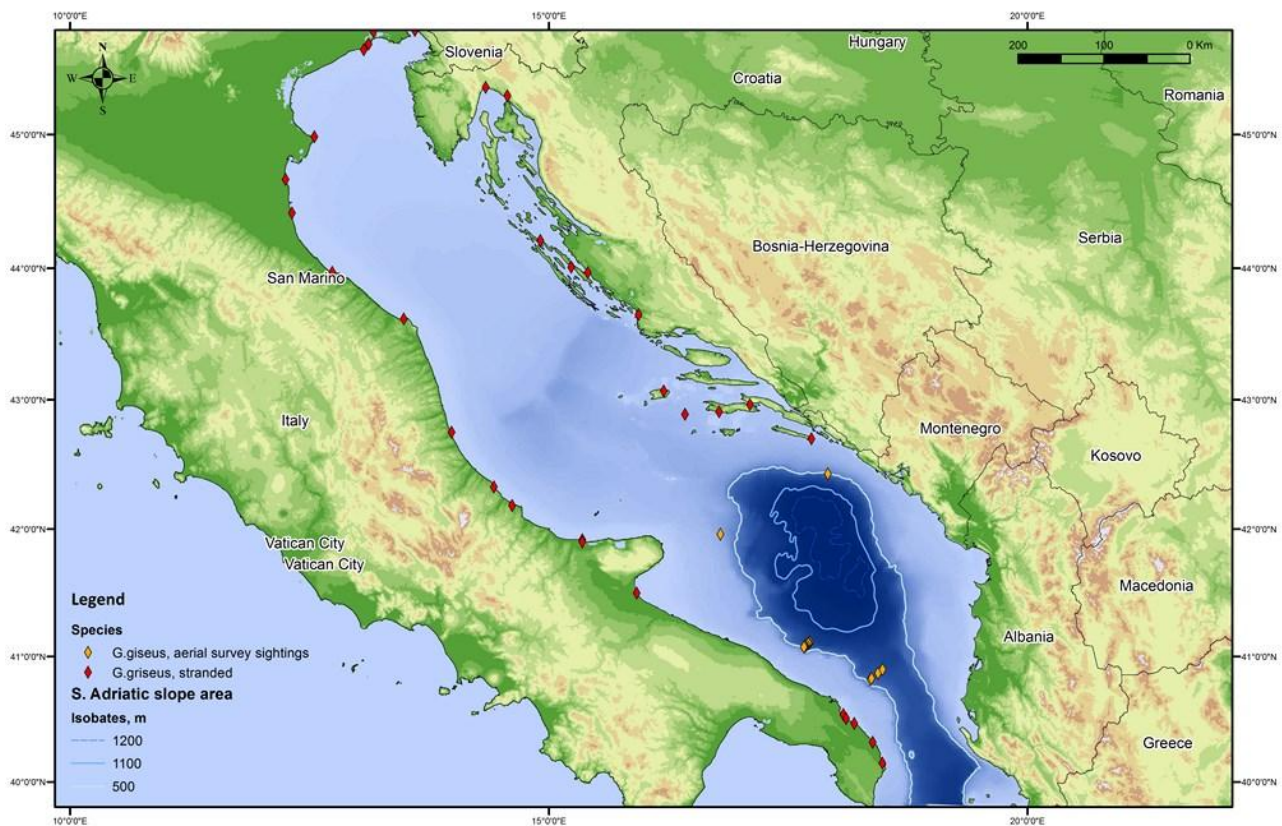 10°0'0"E
15°0'0"E
20°0'0"E
N
W
E
S
Slovenia
Hungary
200
100
0 Km
Croatia
Romania
45°0'0"N
45°0'0"N
Bosnia-Herzegovina
Serbia
44°0'0"N
San Marino
44°0'0"N
43°0'0"N
43°0'0"N
Italy
Montenegro
Kosovo
42°0'0"N
42°0'0"N
Vatican City
Vatican City
Macedonia
Legend
Species
G.giseus, aerial survey sightings
G.griseus, stranded
S. Adriatic slope area
Isobates, m
1200
1100
500
41°0'0"N
Albania
41°0'0"N
Greece
40°0'0"N
40°0'0"N
10°0'0"E
15°0'0"E
20°0'0"E